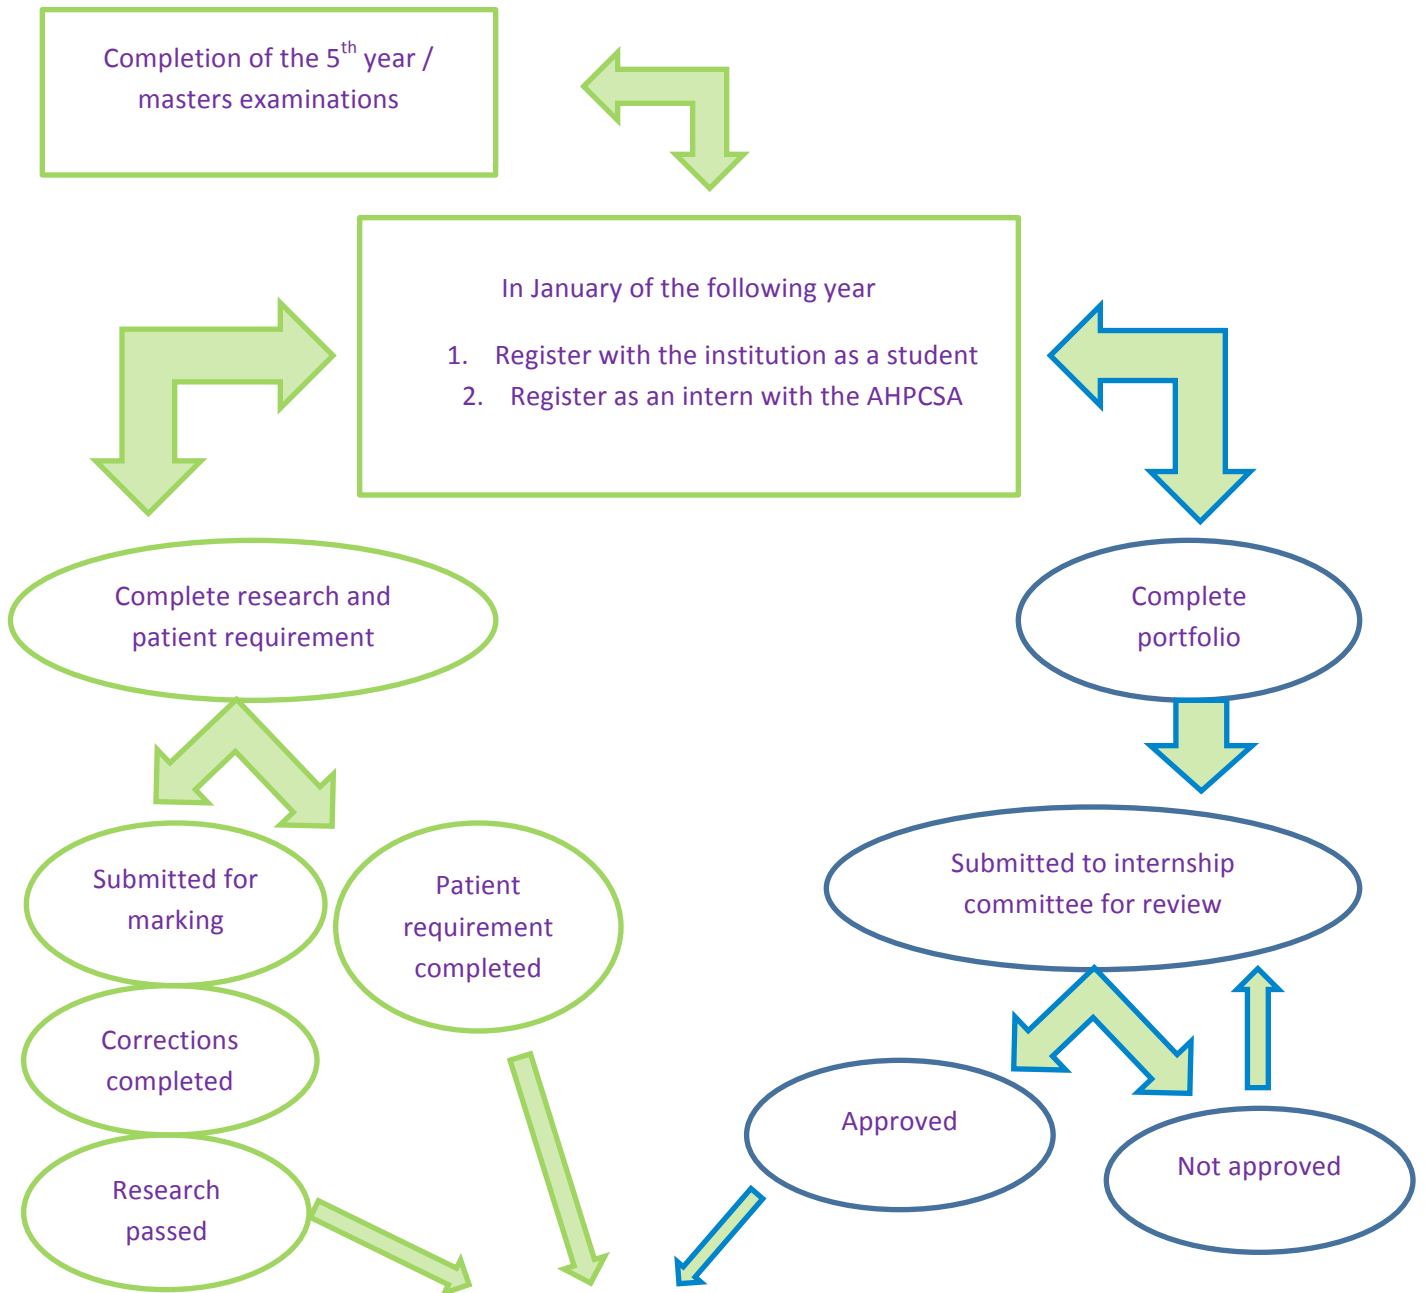 Completion of the 5th year /
masters examinations
In January of the following year
1. Register with the institution as a student
2. Register as an intern with the AHPCSA
Complete research and
patient requirement
Complete
portfolio
Submitted for
marking
Patient
requirement
completed
Submitted to internship
committee for review
Corrections
completed
Approved
Not approved
Research
passed